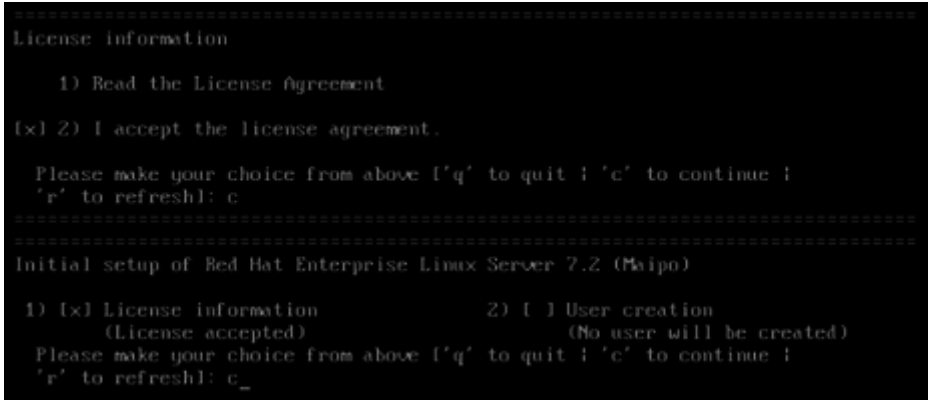 ================================================================================
License information
1) Read the License Agreement
[x] 2) I accept the license agreement.
Please make your choice from above ['q' to quit | 'c' to continue |
'r' to refresh]: c
================================================================================
================================================================================
Initial setup of Red Hat Enterprise Linux Server 7.2 (Maipo)
1) [x] License information 2) [ ] User creation
(License accepted) (No user will be created)
Please make your choice from above ['q' to quit | 'c' to continue |
'r' to refresh]: c_